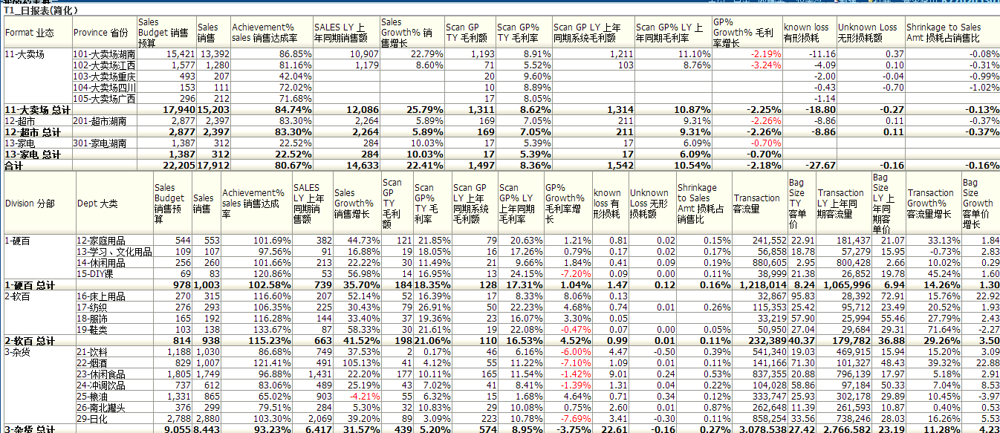 T1_日报表(简化)
Format 业态
Province 省份
Sales
Budget 销售
预算
Sales
销售
Achievement%
sales 销售达成率
SALES LY 上
年同期销售额
Sales
Growth% 销
售增长
Scan GP
TY 毛利额
Scan GP%
TY 毛利率
Scan GP LY 上年
同期系统毛利额
Scan GP% LY 上
年同期毛利率
GP%
Growth% 毛利
率增长
known loss
有形损耗
Unknown Loss
无形损耗额
Shrinkage to Sales
Amt 损耗占销售比
11-大卖场 101-大卖场湖南 15,421 13,392 86.85% 10,907 22.79% 1,193 8.91% 1,211 11.10% -2.19% -11.16 0.37 -0.08%
102-大卖场江西 1,577 1,280 81.16% 1,179 8.60% 71 5.52% 103 8.76% -3.24% -4.09 0.10 -0.31%
103-大卖场重庆 493 207 42.04% 20 9.60% -2.00 -0.04 -0.99%
104-大卖场四川 153 111 72.02% 10 8.89% -0.43 -0.70 -1.02%
105-大卖场广西 296 212 71.68% 17 8.05% -1.14
11-大卖场 总计 17,940 15,203 84.74% 12,086 25.79% 1,311 8.62% 1,314 10.87% -2.25% -18.80 -0.27 -0.13%
12-超市 201-超市湖南 2,877 2,397 83.30% 2,264 5.89% 169 7.05% 211 9.31% -2.26% -8.86 0.11 -0.37%
12-超市 总计 2,877 2,397 83.30% 2,264 5.89% 169 7.05% 211 9.31% -2.26% -8.86 0.11 -0.37%
13-家电 301-家电湖南 1,387 312 22.52% 284 10.03% 17 5.39% 17 6.09% -0.70%
13-家电 总计 1,387 312 22.52% 284 10.03% 17 5.39% 17 6.09% -0.70%
合计 22,205 17,912 80.67% 14,633 22.41% 1,497 8.36% 1,542 10.54% -2.18% -27.67 -0.16 -0.16%
Division 分部
Dept 大类
Sales
Budget
销售预
算
Sales
销售
Achievement%
sales 销售达成
率
SALES
LY 上年
同期销
售额
Sales
Growth%
销售增长
Scan
GP
TY
毛利
额
Scan
GP%
TY 毛
利率
Scan GP
LY 上年
同期系
统毛利额
Scan
GP% LY
上年同期
毛利率
GP%
Growth%
毛利率增
长
known
loss 有
形损耗
Unknown
Loss 无形
损耗额
Shrinkage
to Sales
Amt 损耗占
销售比
Transaction
客流量
Bag
Size
TY
客单
价
Transaction
LY 上年同
期客流量
Bag
Size
LY 上
年同
期客
单价
Transaction
Growth%
客流量增长
Bag
Size
Growth
客单价
增长
1-硬百 12-家庭用品 544 553 101.69% 382 44.73% 121 21.85% 79 20.63% 1.21% 0.81 0.02 0.15% 241,552 22.91 181,437 21.07 33.13% 1.84
13-学习、文化用品 109 107 97.56% 91 16.88% 19 18.05% 16 17.26% 0.79% 0.17 0.02 0.17% 56,858 18.78 57,279 15.95 -0.73% 2.83
14-休闲用品 256 260 101.66% 213 22.22% 30 11.49% 21 9.66% 1.84% 0.41 0.09 0.19% 880,605 2.95 800,428 2.66 10.02% 0.29
15-DIY课 69 83 120.86% 53 56.98% 14 16.95% 13 24.15% -7.20% 0.09 0.00 0.11% 38,999 21.38 26,852 19.78 45.24% 1.60
1-硬百 总计 978 1,003 102.58% 739 35.70% 184 18.35% 128 17.31% 1.04% 1.47 0.12 0.16% 1,218,014 8.24 1,065,996 6.94 14.26% 1.30
2-软百 16-床上用品 270 315 116.60% 207 52.14% 52 16.39% 17 8.33% 8.06% 0.13 32,867 95.83 28,392 72.91 15.76% 22.92
17-纺织 276 293 106.35% 225 30.43% 79 26.91% 50 22.23% 4.68% 0.74 0.01 0.26% 115,353 25.42 95,712 23.49 20.52% 1.93
18-服饰 165 192 116.28% 144 33.40% 37 19.36% 23 16.07% 3.30% 0.05 33,219 57.90 25,994 55.46 27.79% 2.43
19-鞋类 103 138 133.67% 87 58.33% 30 21.61% 19 22.08% -0.47% 0.07 0.00 0.05% 50,950 27.04 29,684 29.31 71.64% -2.27
2-软百 总计 814 938 115.23% 663 41.52% 198 21.06% 110 16.53% 4.52% 0.99 0.01 0.11% 232,389 40.37 179,782 36.88 29.26% 3.50
3-杂货 21-饮料 1,188 1,030 86.68% 749 37.53% 2 0.17% 46 6.16% -6.00% 4.47 -0.50 0.39% 541,340 19.03 469,915 15.94 15.20% 3.09
22-烟酒 829 1,007 121.41% 491 105.13% 41 4.12% 55 11.22% -7.10% 1.09 0.01 0.11% 141,166 71.30 101,327 48.43 39.32% 22.88
23-休闲食品 1,805 1,749 96.88% 1,431 22.20% 177 10.11% 165 11.54% -1.42% 9.01 0.24 0.53% 837,355 20.88 796,139 17.97 5.18% 2.91
24-冲调饮品 737 612 83.06% 489 25.19% 43 7.02% 41 8.41% -1.39% 1.31 0.04 0.22% 104,028 58.86 97,184 50.33 7.04% 8.53
25-粮油 1,331 865 65.02% 903 -4.21% 55 6.32% 15 1.68% 4.64% 0.71 0.34 0.12% 333,747 25.93 302,178 29.89 10.45% -3.97
26-南北罐头 376 299 79.51% 284 5.30% 32 10.83% 29 10.08% 0.75% 2.60 0.01 0.87% 262,648 11.39 261,593 10.87 0.40% 0.53
29-日化 2,788 2,880 103.30% 2,069 39.20% 89 3.09% 223 10.78% -7.69% 3.41 -0.30 0.11% 858,254 33.56 738,246 28.03 16.26% 5.53
3-杂货 总计 9,055 8,443 93.23% 6,417 31.57% 439 5.20% 574 8.95% -3.75% 22.61 -0.16 0.27% 3,078,538 27.42 2,766,582 23.19 11.28% 4.23